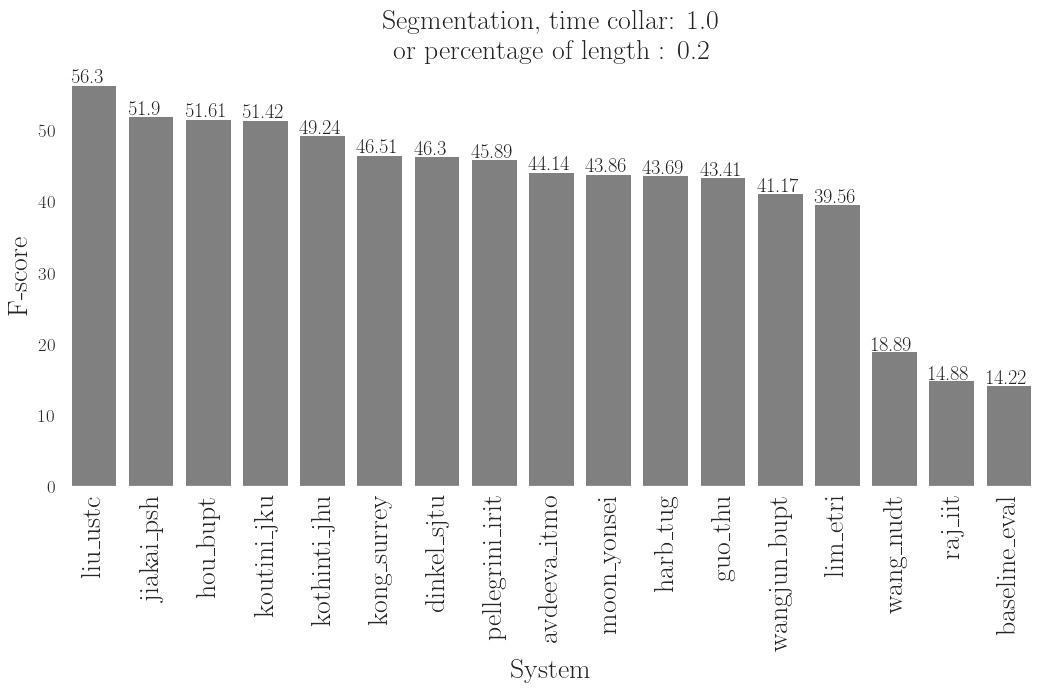 Segmentation, time collar: 1.0
or percentage of length : 0.2
F-score
50
40
30
20
10
0
56.3
51.9
51.61
51.42
49.24
46.51
46.3
45.89
44.14
43.86
43.69
43.41
41.17
39.56
18.89
14.88
14.22
liu_ustc
jiakai_psh
hou_bupt
koutini_jku
kothinti_jhu
kong_surrey
dinkel_sjtu
pellegrini_irit
avdeeva_itmo
moon_yonsei
harb_tug
guo_thu
wangjun_bupt
lim_etri
wang_nudt
raj_iit
baseline_eval
System